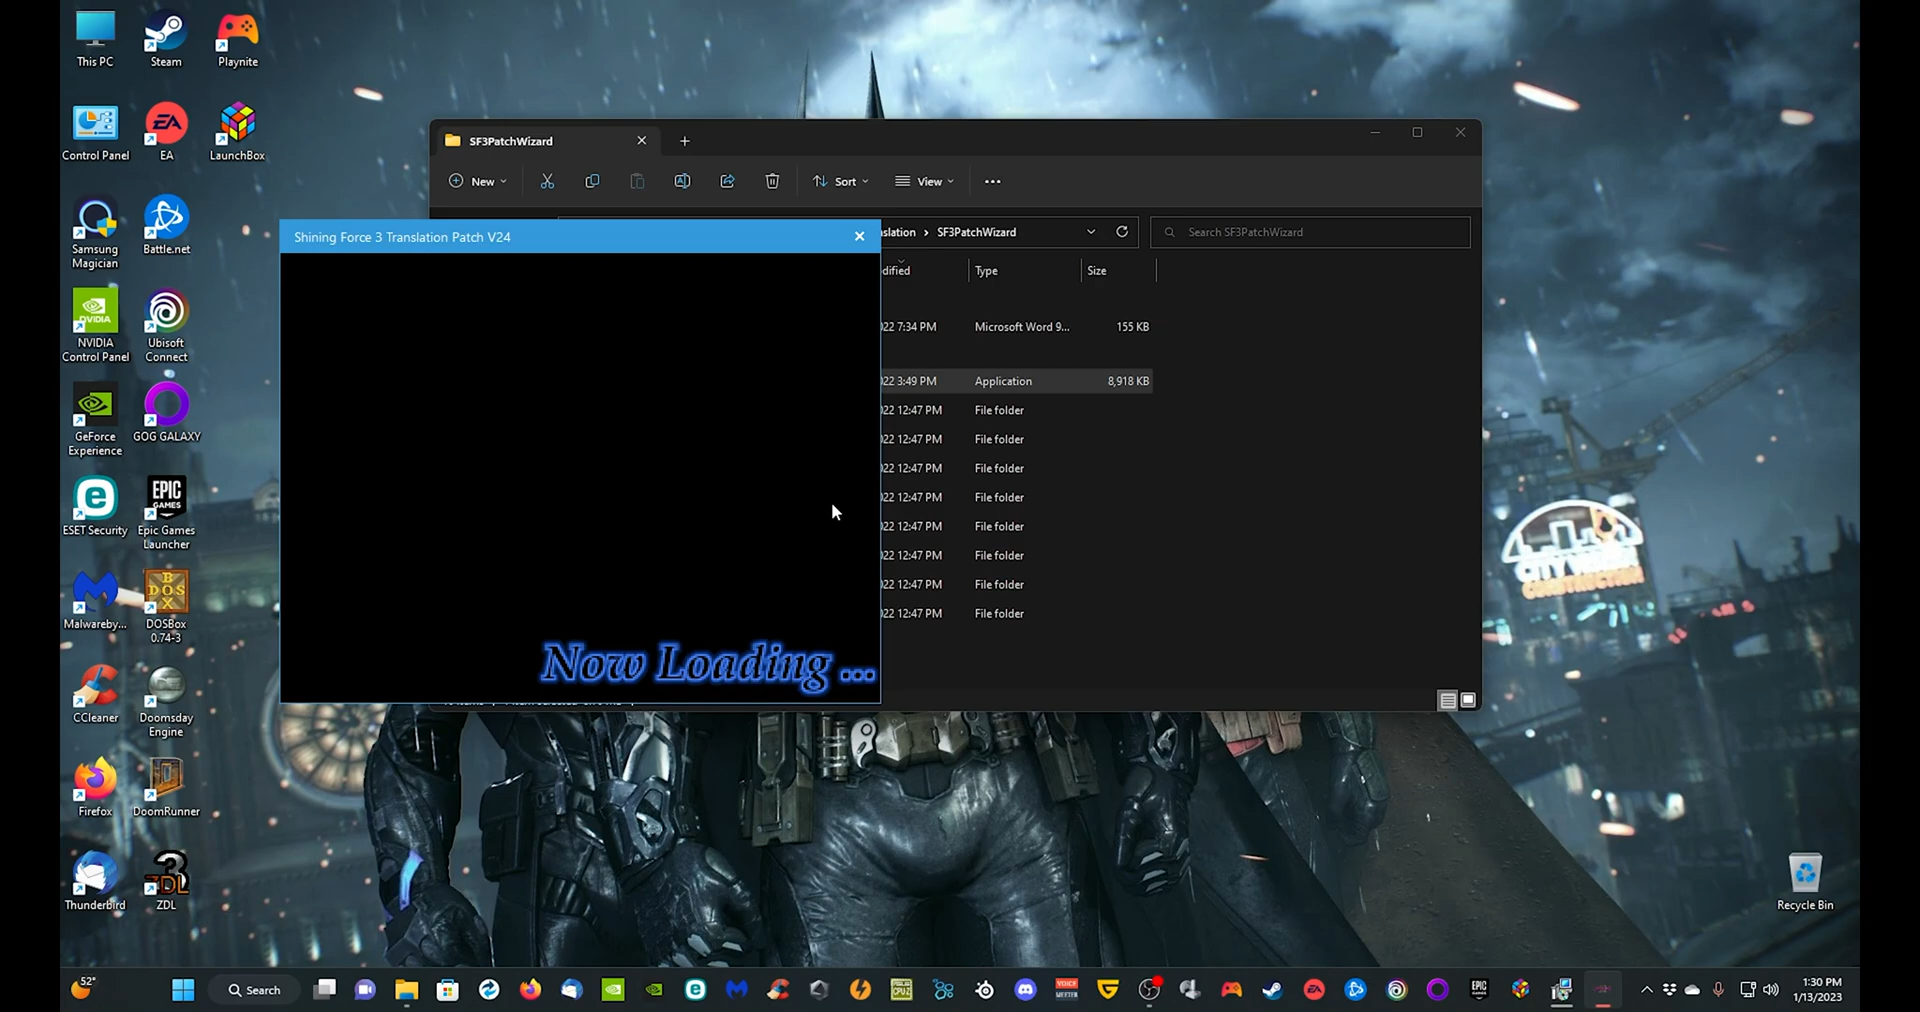 This PC
Steam
Playnite
Control Panel
EA
LaunchBox
Samsung
Magician
Battle.net
NVIDIA
Control Panel
Ubisoft
Connect
GeForce
Experience
GOG GALAXY
ESET Security
EPIC
GAMES
Epic Games
Launcher
Malwareby...
DOSBox
0.74-3
CCleaner
Doomsday
Engine
Firefox
DoomRunner
Thunderbird
ZDL
SF3PatchWizard
New
Sort
View
slation › SF3PatchWizard
Search SF3PatchWizard
dified
Type
Size
22 7:34 PM Microsoft Word 9... 155 KB
22 3:49 PM Application 8,918 KB
22 12:47 PM File folder
22 12:47 PM File folder
22 12:47 PM File folder
22 12:47 PM File folder
22 12:47 PM File folder
22 12:47 PM File folder
22 12:47 PM File folder
22 12:47 PM File folder
Shining Force 3 Translation Patch V24
Now Loading ...
CITY VISION
CONSTRUCTION
Recycle Bin
52°
Search
1:30 PM
1/13/2023